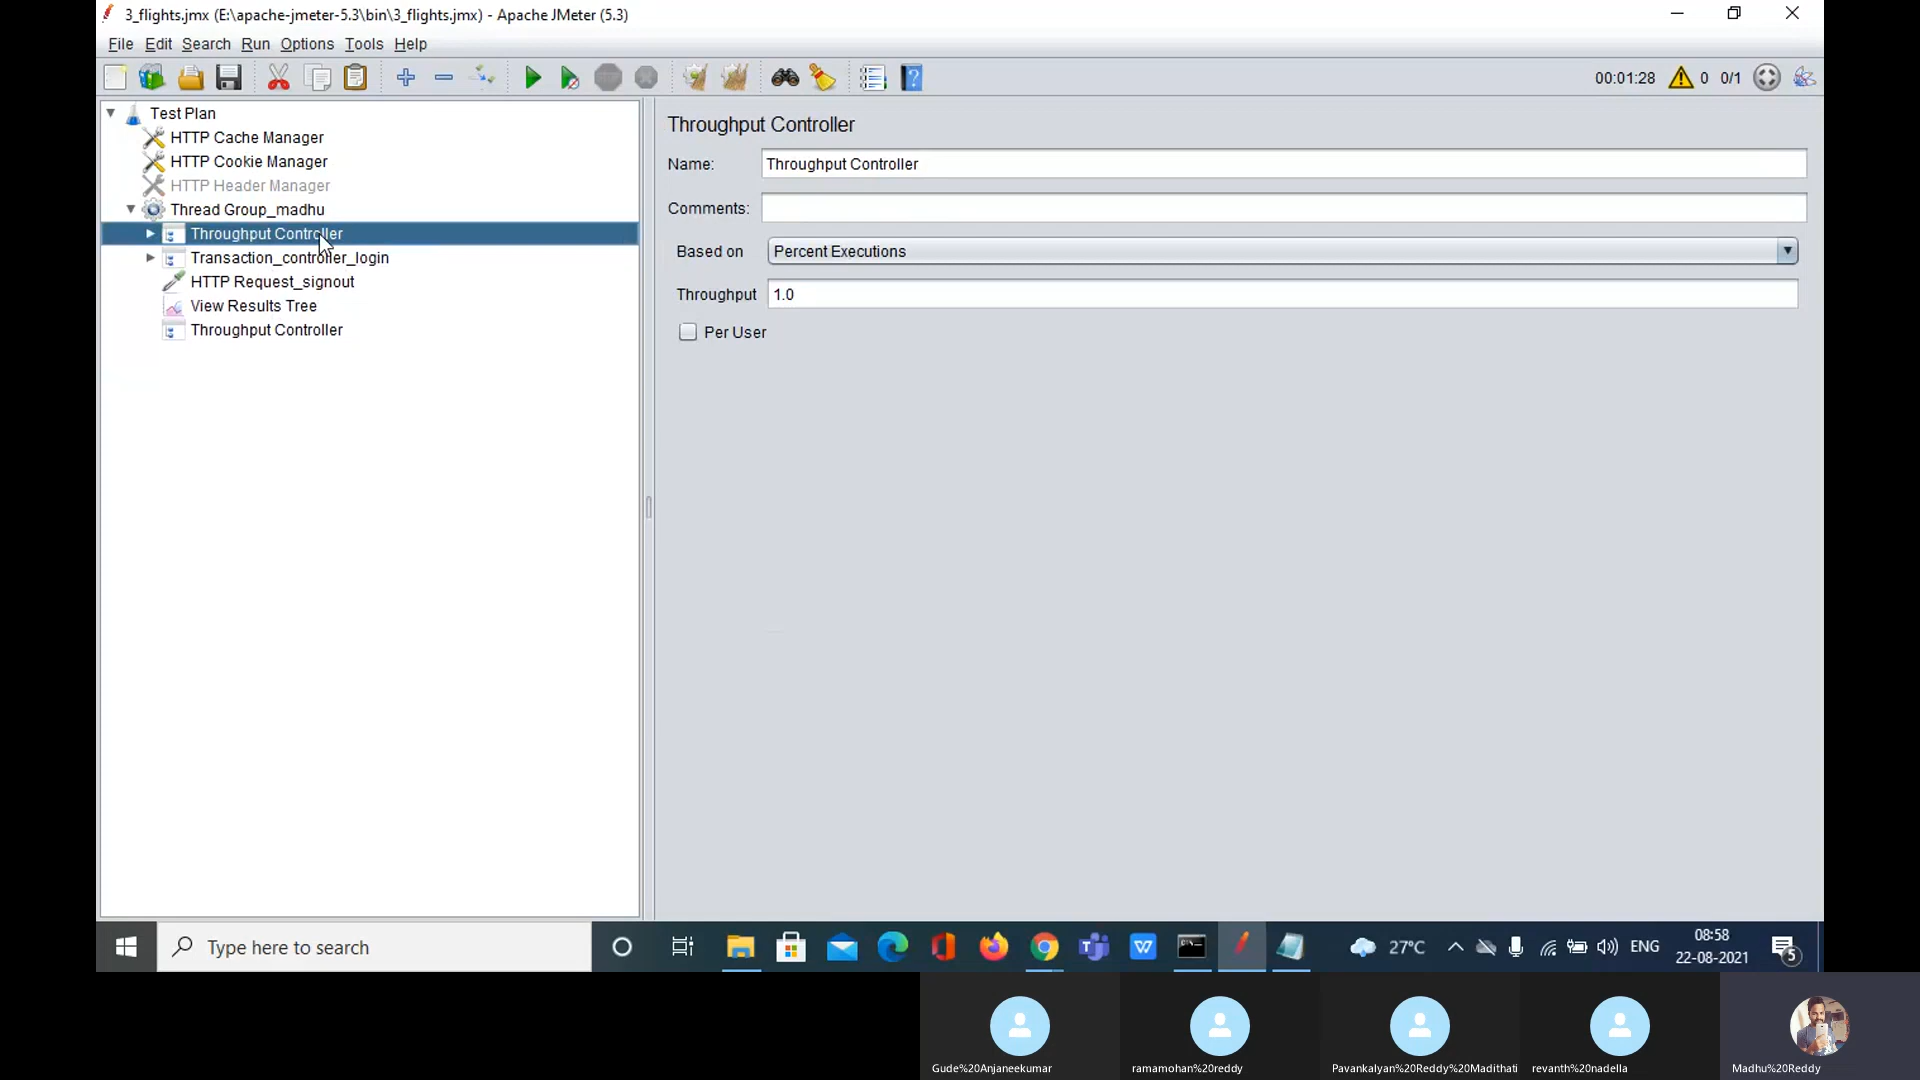 3_flights.jmx (E:\apache-jmeter-5.3\bin\3_flights.jmx) - Apache JMeter (5.3)
File Edit Search Run Options Tools Help
00:01:28 0 0/1
Test Plan
HTTP Cache Manager
HTTP Cookie Manager
HTTP Header Manager
Thread Group_madhu
Throughput Controller
Transaction_controller_login
HTTP Request_signout
View Results Tree
Throughput Controller
Throughput Controller
Name: Throughput Controller
Comments:
Based on Percent Executions
Throughput 1.0
Per User
Type here to search
27°C ENG
08:58
22-08-2021
5
Gude%20Anjaneekumar
ramamohan%20reddy
Pavankalyan%20Reddy%20Madithati
revanth%20nadella
Madhu%20Reddy